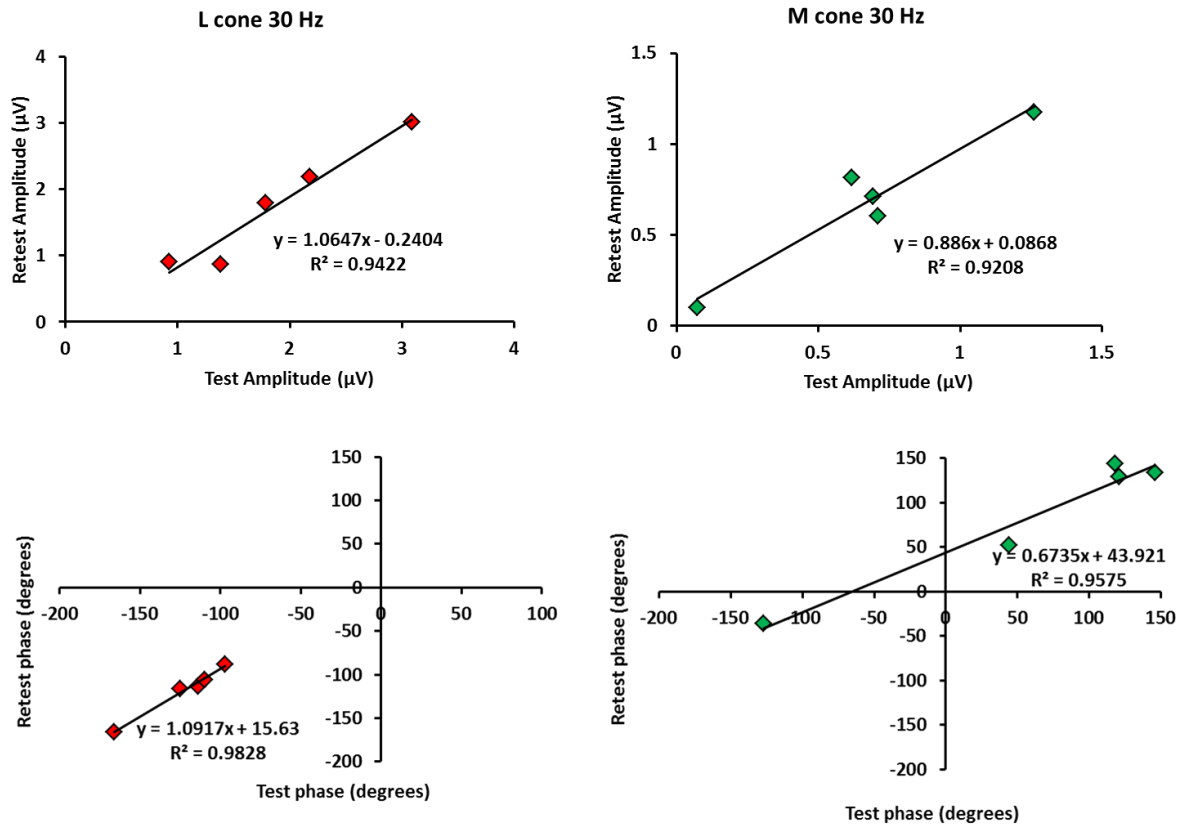 L cone 30 Hz
4
3
2
1
0
0 1 2 3 4
Retest Amplitude (µV)
Test Amplitude (µV)
y = 1.0647x - 0.2404
R² = 0.9422
M cone 30 Hz
1.5
1
0.5
0
0 0.5 1 1.5
Retest Amplitude (µV)
Test Amplitude (µV)
y = 0.886x + 0.0868
R² = 0.9208
150
100
50
0
-50
-100
-150
-200
-200 -150 -100 -50 0 50 100
Retest phase (degrees)
Test phase (degrees)
y = 1.0917x + 15.63
R² = 0.9828
150
100
50
0
-50
-100
-150
-200
-200 -150 -100 -50 0 50 100 150
Retest phase (degrees)
Test phase (degrees)
y = 0.6735x + 43.921
R² = 0.9575